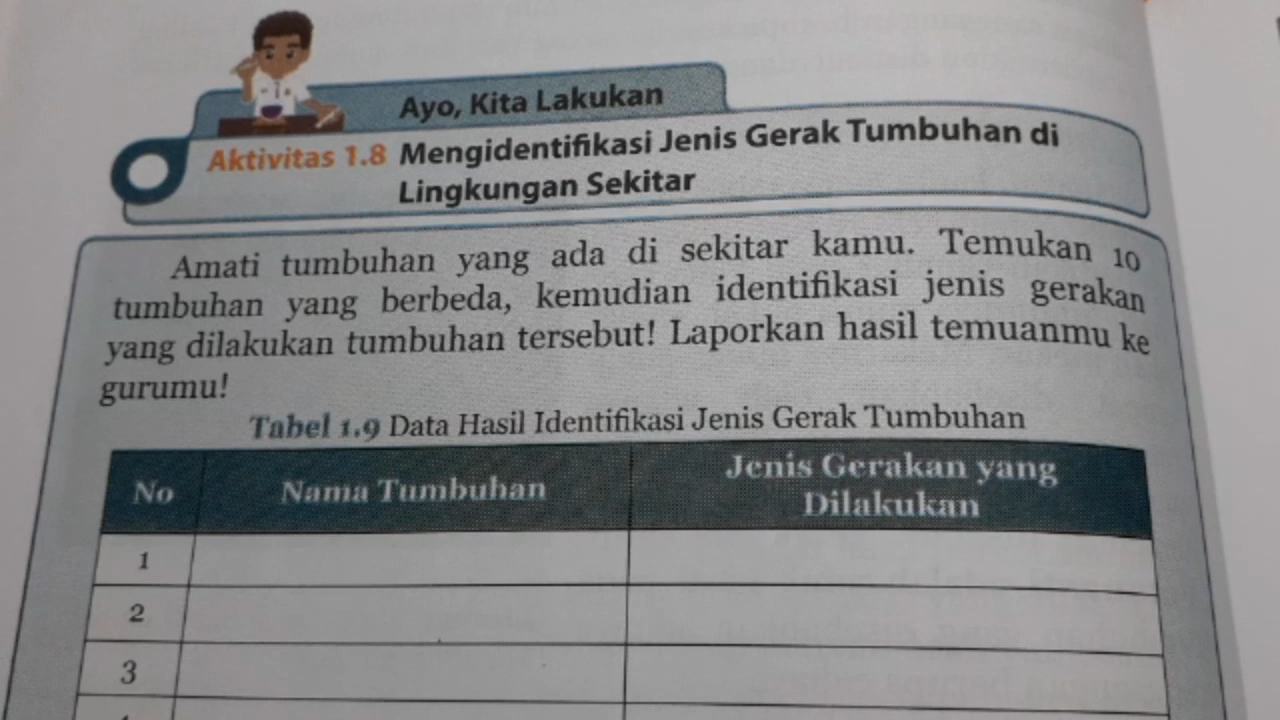 Ayo, Kita Lakukan
Aktivitas 1.8 Mengidentifikasi Jenis Gerak Tumbuhan di
Lingkungan Sekitar
Amati tumbuhan yang ada di sekitar kamu. Temukan 10
tumbuhan yang berbeda, kemudian identifikasi jenis gerakan
yang dilakukan tumbuhan tersebut! Laporkan hasil temuanmu ke
gurumu!
Tabel 1.9 Data Hasil Identifikasi Jenis Gerak Tumbuhan
No Nama Tumbuhan Jenis Gerakan yang
Dilakukan
1
2
3